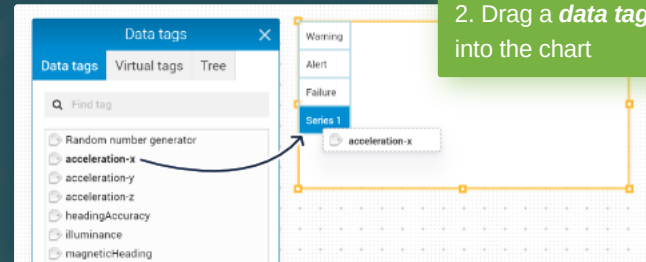 Data tags
Data tags Virtual tags Tree
Find tag
Random number generator
acceleration-x
acceleration-y
acceleration-z
headingAccuracy
illuminance
magneticHeading
Warning
Alert
Failure
Series 1
acceleration-x
2. Drag a data tag
into the chart